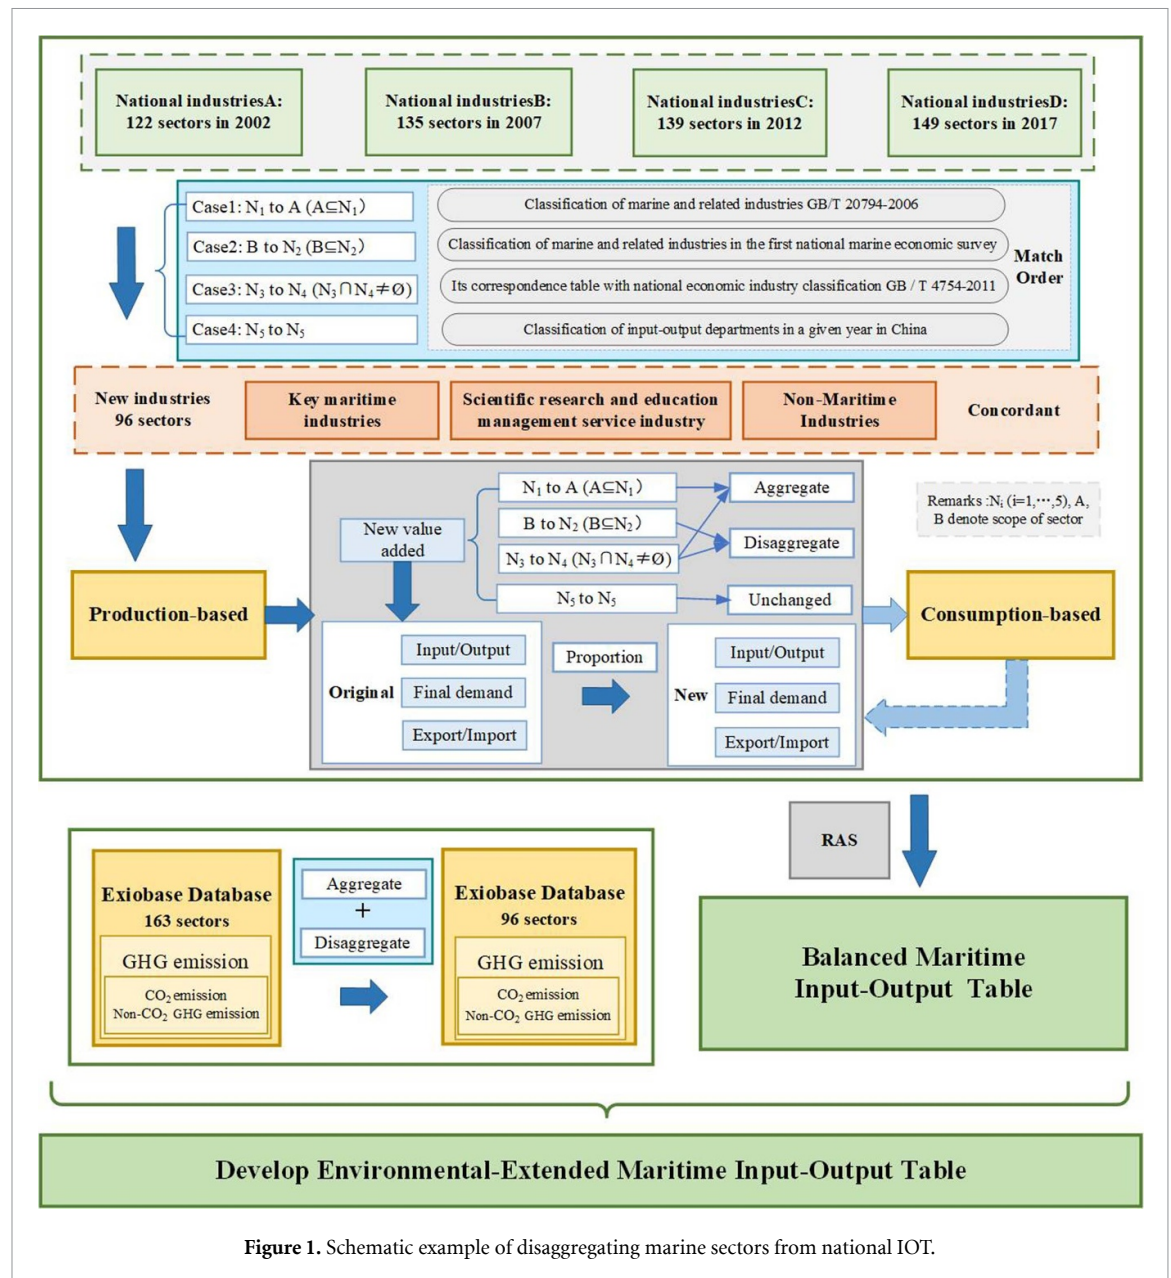 National industriesA:
122 sectors in 2002
National industriesB:
135 sectors in 2007
National industriesC:
139 sectors in 2012
National industriesD:
149 sectors in 2017
Case1: N₁ to A (A⊆N₁)
Case2: B to N₂ (B⊆N₂)
Case3: N₃ to N₄ (N₃∩N₄≠Ø)
Case4: N₅ to N₅
Classification of marine and related industries GB/T 20794-2006
Classification of marine and related industries in the first national marine economic survey
Its correspondence table with national economic industry classification GB / T 4754-2011
Classification of input-output departments in a given year in China
Match
Order
New industries
96 sectors
Key maritime
industries
Scientific research and education
management service industry
Non-Maritime
Industries
Concordant
New value
added
N₁ to A (A⊆N₁)
B to N₂ (B⊆N₂)
N₃ to N₄ (N₃∩N₄≠Ø)
N₅ to N₅
Aggregate
Disaggregate
Unchanged
Remarks :Nᵢ (i=1,⋯,5), A,
B denote scope of sector
Production-based
Consumption-based
Original
Input/Output
Final demand
Export/Import
Proportion
New
Input/Output
Final demand
Export/Import
RAS
Exiobase Database
163 sectors
GHG emission
CO₂ emission
Non-CO₂ GHG emission
Aggregate
+
Disaggregate
Exiobase Database
96 sectors
GHG emission
CO₂ emission
Non-CO₂ GHG emission
Balanced Maritime
Input-Output Table
Develop Environmental-Extended Maritime Input-Output Table
Figure 1. Schematic example of disaggregating marine sectors from national IOT.